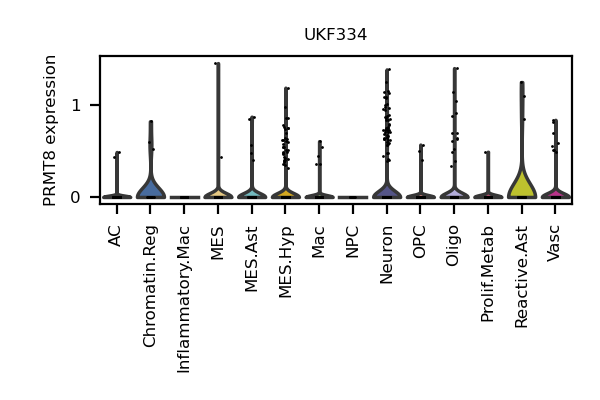 UKF334
PRMT8 expression
1
0
AC
Chromatin.Reg
Inflammatory.Mac
MES
MES.Ast
MES.Hyp
Mac
NPC
Neuron
OPC
Oligo
Prolif.Metab
Reactive.Ast
Vasc